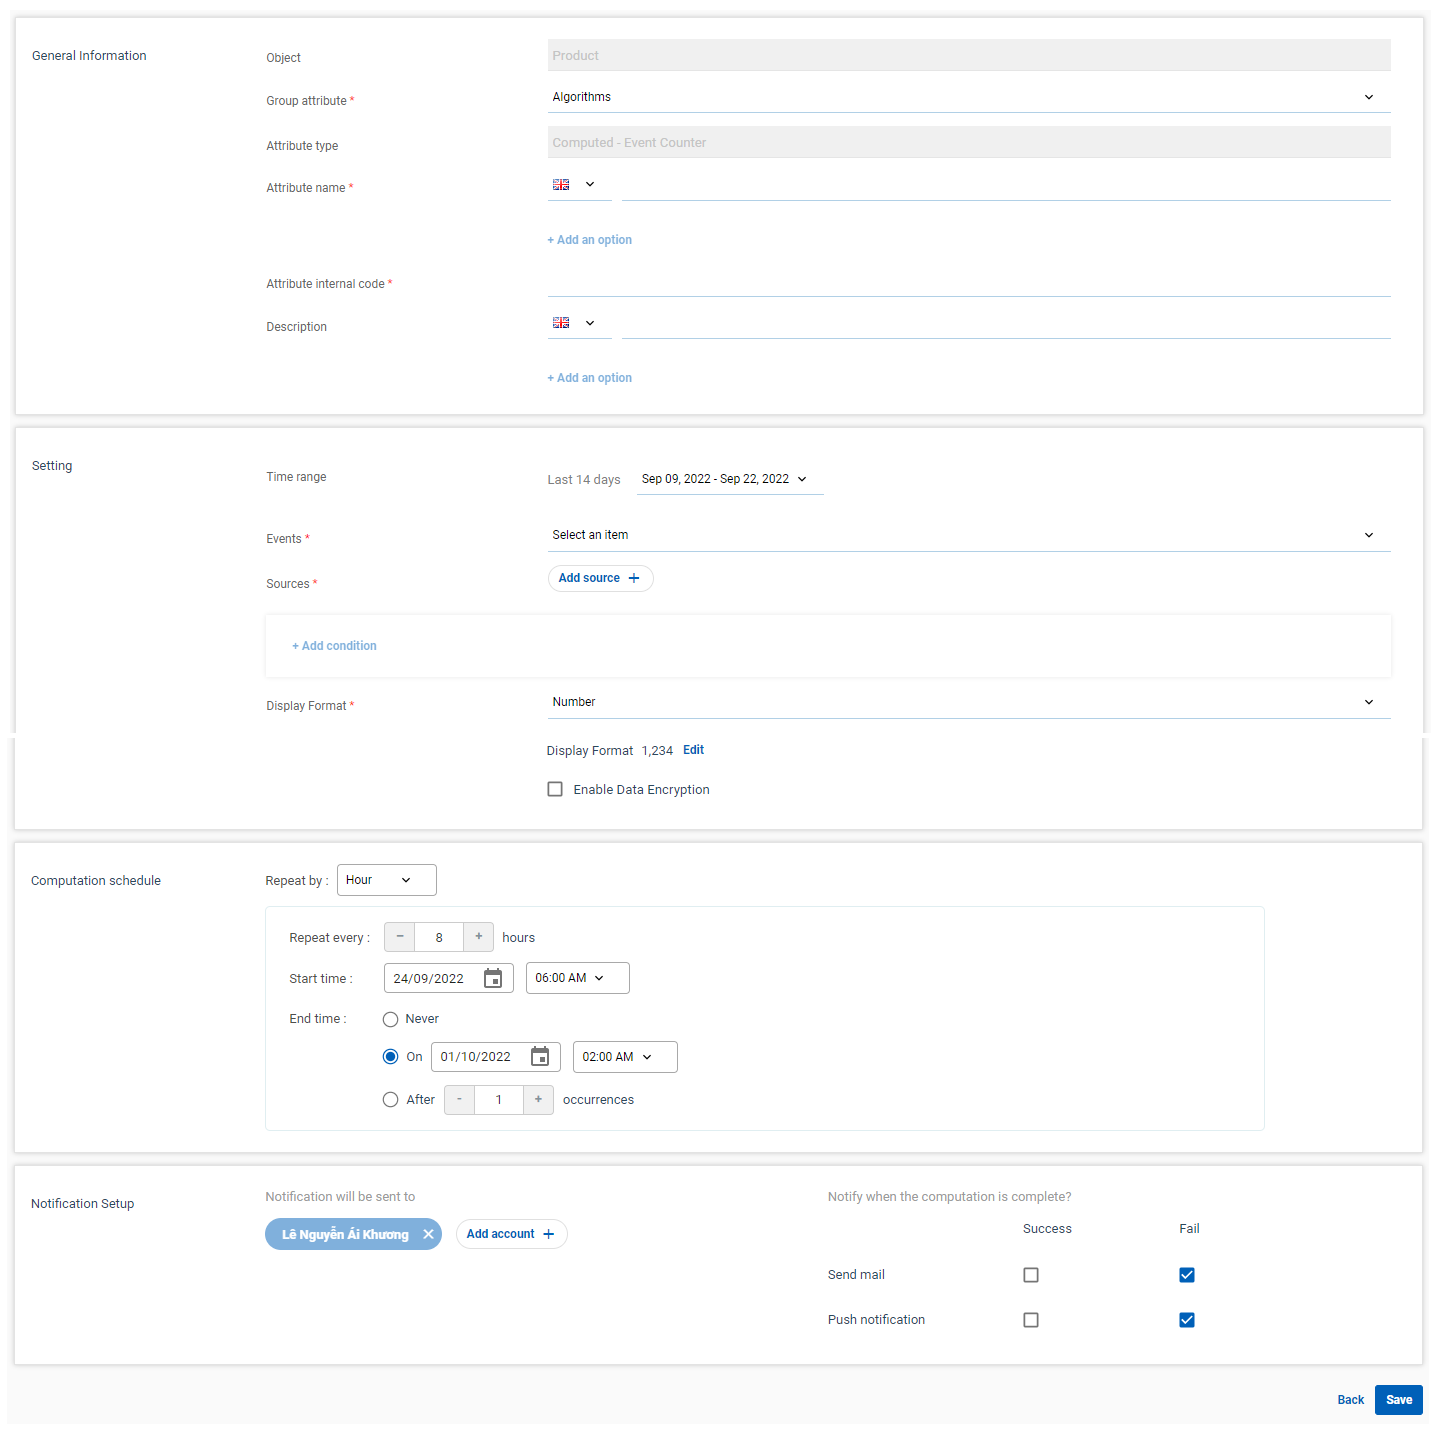 General Information
Object
Product
Group attribute *
Algorithms
Attribute type
Computed - Event Counter
Attribute name *
+ Add an option
Attribute internal code *
Description
+ Add an option
Setting
Time range
Last 14 days Sep 09, 2022 - Sep 22, 2022
Events *
Select an item
Sources *
Add source +
+ Add condition
Display Format *
Number
Display Format 1,234 Edit
Enable Data Encryption
Computation schedule
Repeat by : Hour
Repeat every : - 8 + hours
Start time : 24/09/2022 06:00 AM
End time : Never
On 01/10/2022 02:00 AM
After - 1 + occurrences
Notification Setup
Notification will be sent to
Lê Nguyễn Ái Khương ×
Add account +
Notify when the computation is complete?
Success Fail
Send mail
Push notification
Back Save